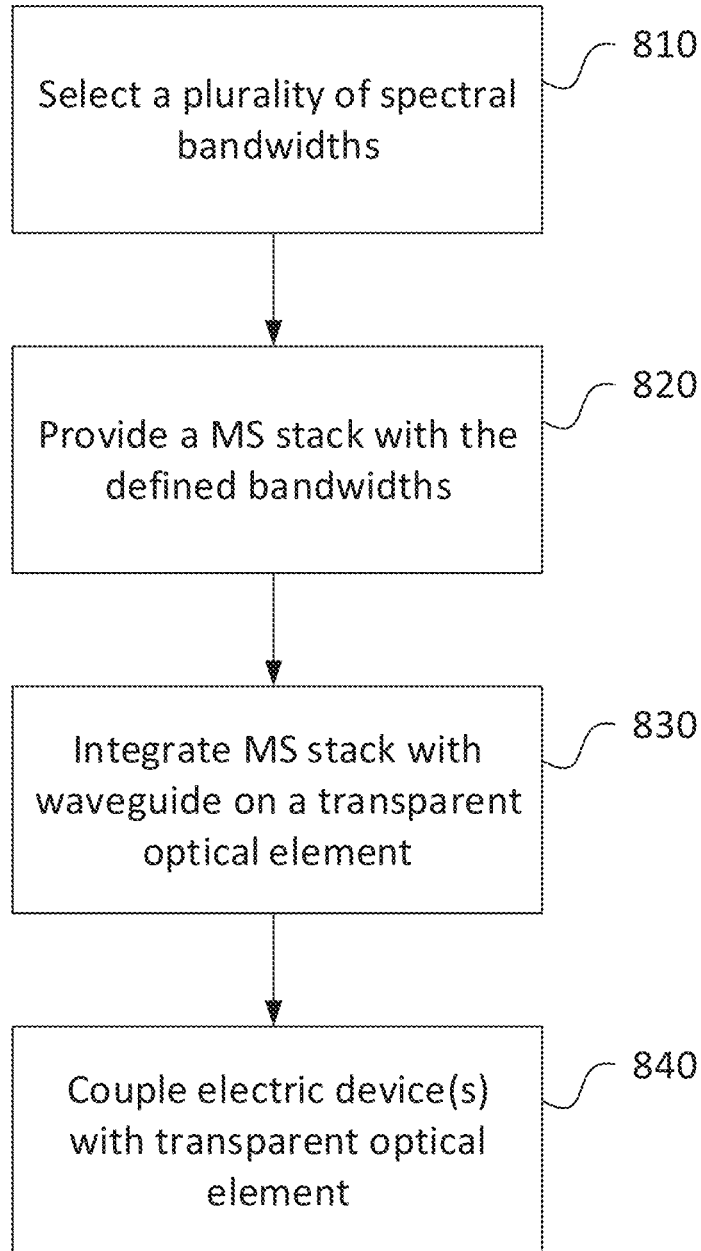 810
Select a plurality of spectral
bandwidths
820
Provide a MS stack with the
defined bandwidths
830
Integrate MS stack with
waveguide on a transparent
optical element
840
Couple electric device(s)
with transparent optical
element